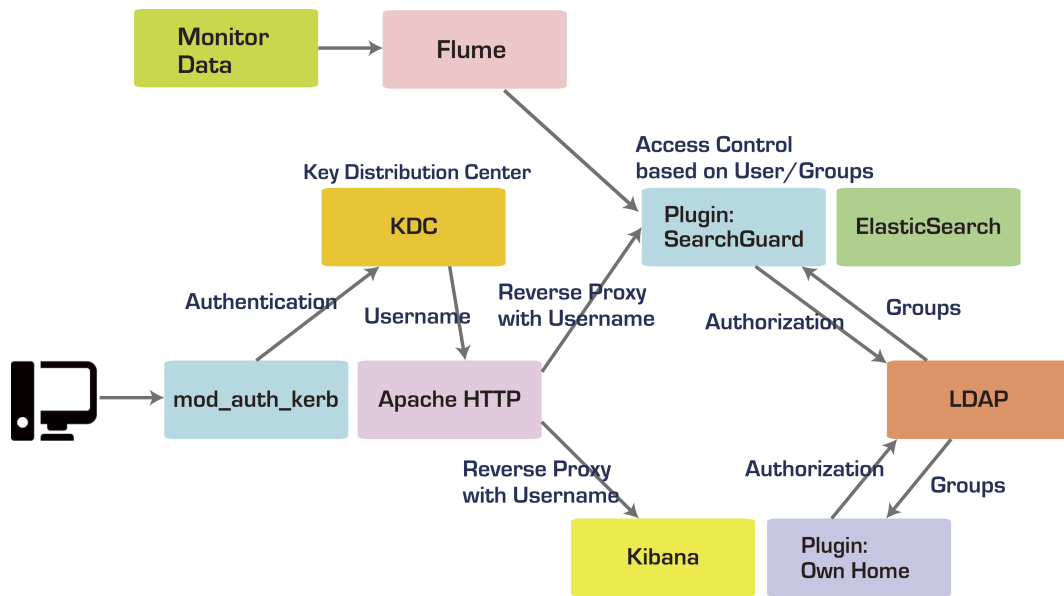 Monitor
Data
Flume
Access Control
based on User/Groups
Key Distribution Center
KDC
Plugin:
SearchGuard
ElasticSearch
Authentication
Username
Reverse Proxy
with Username
Authorization
Groups
mod_auth_kerb
Apache HTTP
LDAP
Reverse Proxy
with Username
Authorization
Groups
Kibana
Plugin:
Own Home